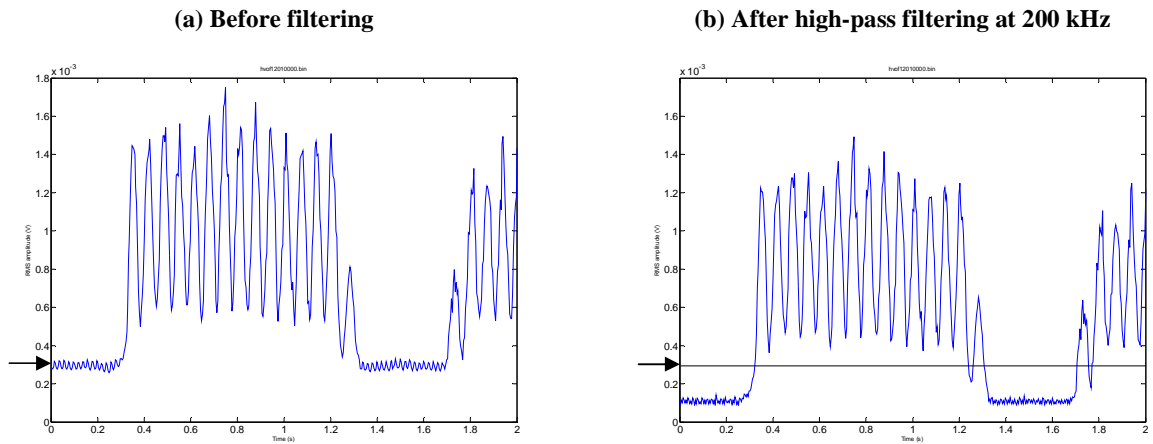 (a) Before filtering
(b) After high-pass filtering at 200 kHz
x 10⁻³
hvof12010000.bin
1.8
1.6
1.4
1.2
1
0.8
0.6
0.4
0.2
0
RMS amplitude (V)
0 0.2 0.4 0.6 0.8 1 1.2 1.4 1.6 1.8 2
Time (s)
x 10⁻³
hvof12010000.bin
1.8
1.6
1.4
1.2
1
0.8
0.6
0.4
0.2
0
RMS amplitude (V)
0 0.2 0.4 0.6 0.8 1 1.2 1.4 1.6 1.8 2
Time (s)